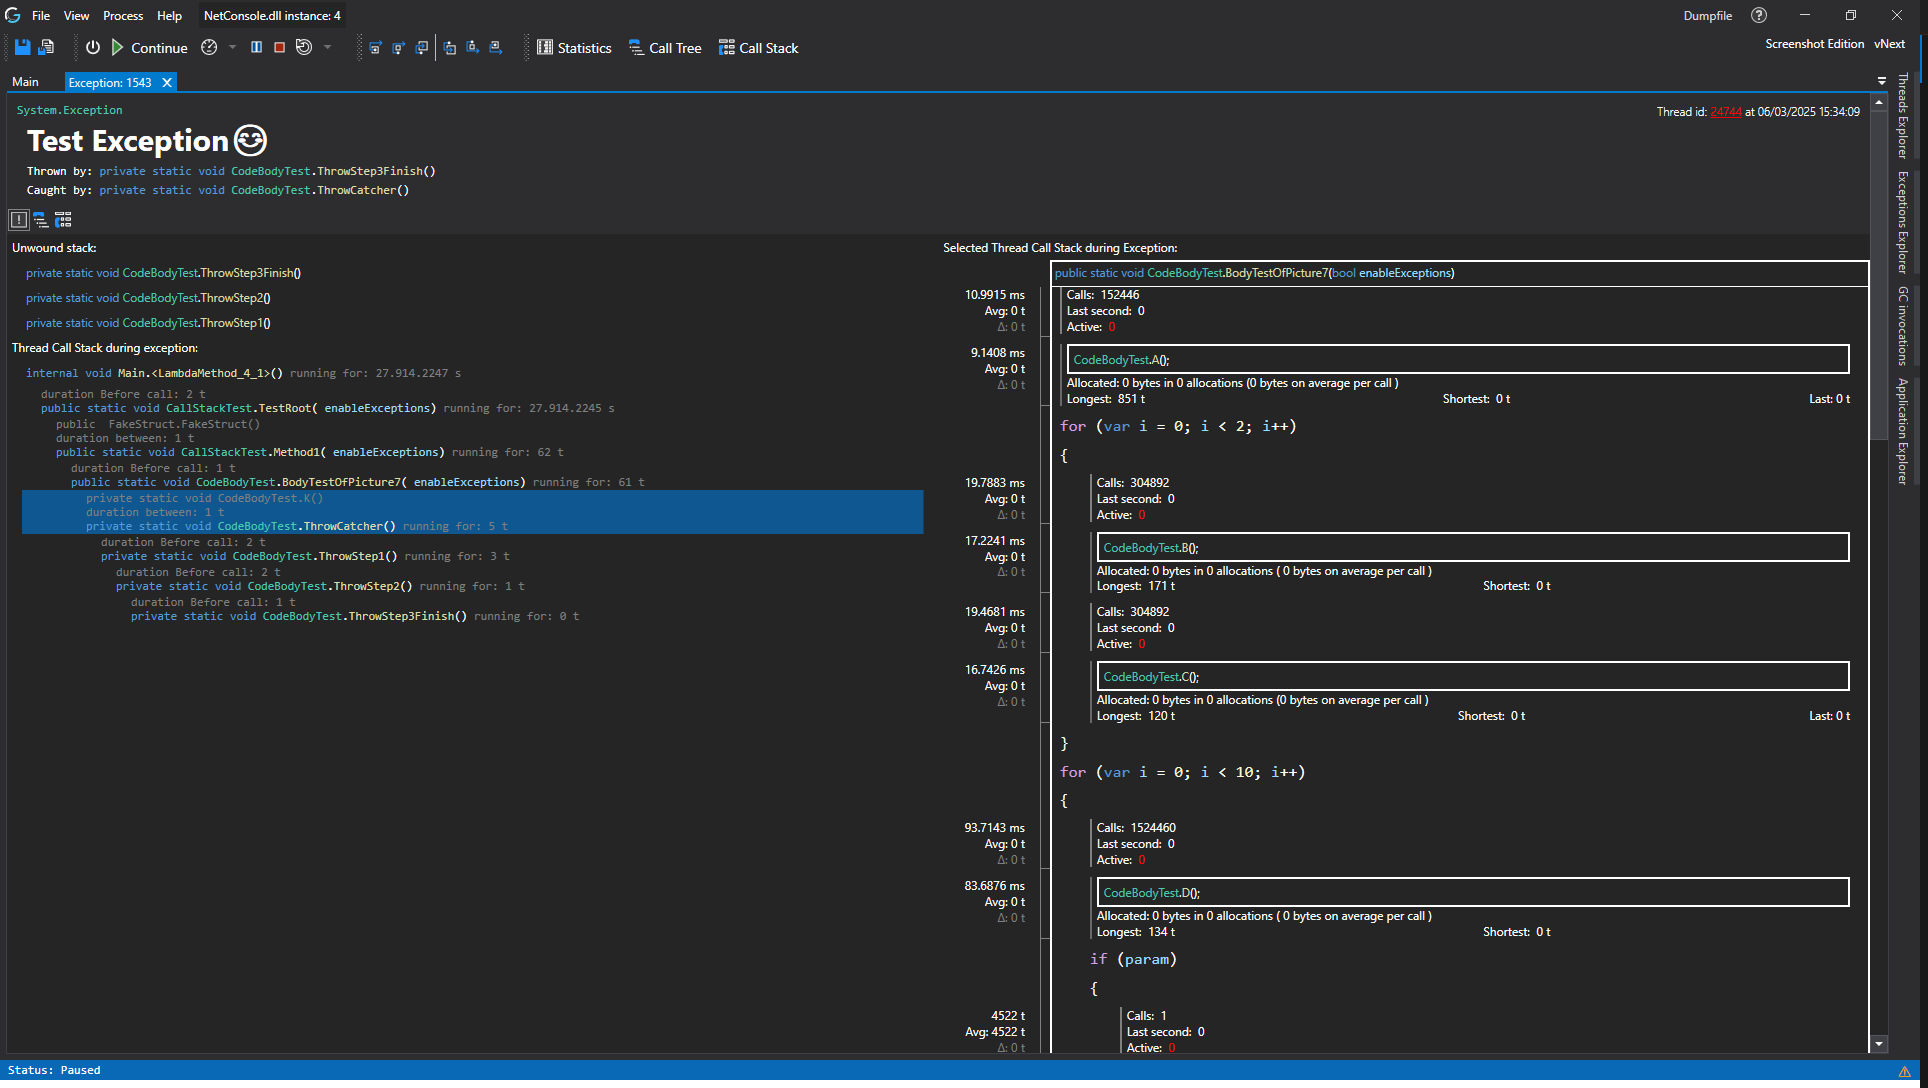 File View Process Help NetConsole.dll instance: 4 Dumpfile
Continue Statistics Call Tree Call Stack Screenshot Edition vNext
Main Exception: 1543
System.Exception
Thread id: 24744 at 06/03/2025 15:34:09
Test Exception😊
Thrown by: private static void CodeBodyTest.ThrowStep3Finish()
Caught by: private static void CodeBodyTest.ThrowCatcher()
Unwound stack:
private static void CodeBodyTest.ThrowStep3Finish()
private static void CodeBodyTest.ThrowStep2()
private static void CodeBodyTest.ThrowStep1()
Thread Call Stack during exception:
internal void Main.<LambdaMethod_4_1>() running for: 27.914.2247 s
duration Before call: 2 t
public static void CallStackTest.TestRoot( enableExceptions) running for: 27.914.2245 s
public FakeStruct.FakeStruct()
duration between: 1 t
public static void CallStackTest.Method1( enableExceptions) running for: 62 t
duration Before call: 1 t
public static void CodeBodyTest.BodyTestOfPicture7( enableExceptions) running for: 61 t
private static void CodeBodyTest.K()
duration between: 1 t
private static void CodeBodyTest.ThrowCatcher() running for: 5 t
duration Before call: 2 t
private static void CodeBodyTest.ThrowStep1() running for: 3 t
duration Before call: 2 t
private static void CodeBodyTest.ThrowStep2() running for: 1 t
duration Before call: 1 t
private static void CodeBodyTest.ThrowStep3Finish() running for: 0 t
Selected Thread Call Stack during Exception:
public static void CodeBodyTest.BodyTestOfPicture7(bool enableExceptions)
10.9915 ms Calls: 152446
Avg: 0 t Last second: 0
Δ: 0 t Active: 0
9.1408 ms CodeBodyTest.A();
Avg: 0 t
Δ: 0 t Allocated: 0 bytes in 0 allocations (0 bytes on average per call )
Longest: 851 t Shortest: 0 t Last: 0 t
for (var i = 0; i < 2; i++)
{
19.7883 ms Calls: 304892
Avg: 0 t Last second: 0
Δ: 0 t Active: 0
17.2241 ms CodeBodyTest.B();
Avg: 0 t
Δ: 0 t Allocated: 0 bytes in 0 allocations ( 0 bytes on average per call )
Longest: 171 t Shortest: 0 t
19.4681 ms Calls: 304892
Avg: 0 t Last second: 0
Δ: 0 t Active: 0
16.7426 ms CodeBodyTest.C();
Avg: 0 t
Δ: 0 t Allocated: 0 bytes in 0 allocations (0 bytes on average per call )
Longest: 120 t Shortest: 0 t Last: 0 t
}
for (var i = 0; i < 10; i++)
{
93.7143 ms Calls: 1524460
Avg: 0 t Last second: 0
Δ: 0 t Active: 0
83.6876 ms CodeBodyTest.D();
Avg: 0 t
Δ: 0 t Allocated: 0 bytes in 0 allocations ( 0 bytes on average per call )
Longest: 134 t Shortest: 0 t
if (param)
{
4522 t Calls: 1
Avg: 4522 t Last second: 0
Δ: 0 t Active: 0
Threads Explorer
Exceptions Explorer
GC invocations
Application Explorer
Status: Paused